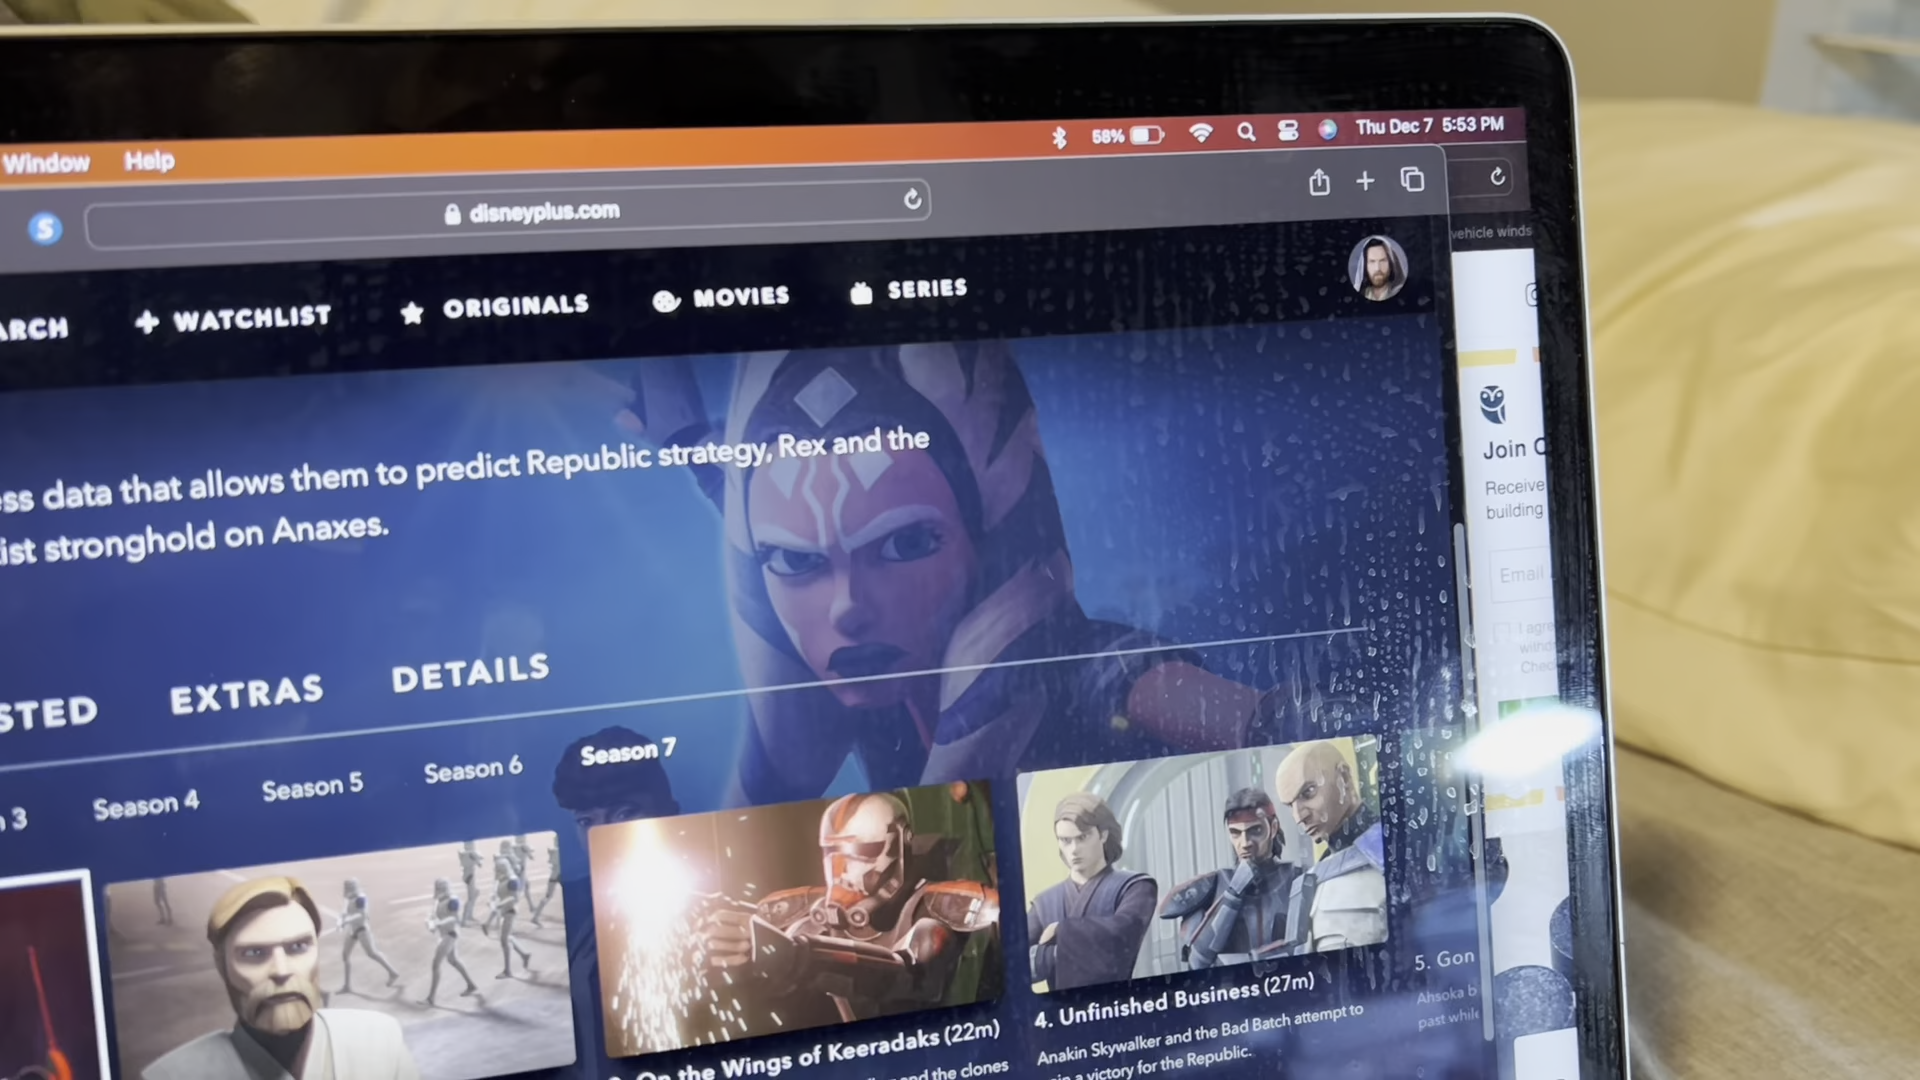 Window Help 58% Thu Dec 7 5:53 PM
S disneyplus.com
vehicle winds
ARCH WATCHLIST ORIGINALS MOVIES SERIES
ss data that allows them to predict Republic strategy, Rex and the
ist stronghold on Anaxes.
Join
Receive
building
Email
I agre
Chec
STED EXTRAS DETAILS
3 Season 4 Season 5 Season 6 Season 7
On the Wings of Keeradaks (22m)
and the clones
4. Unfinished Business (27m)
Anakin Skywalker and the Bad Batch attempt to
a victory for the Republic.
5. Gon
Ahsoka b
past while